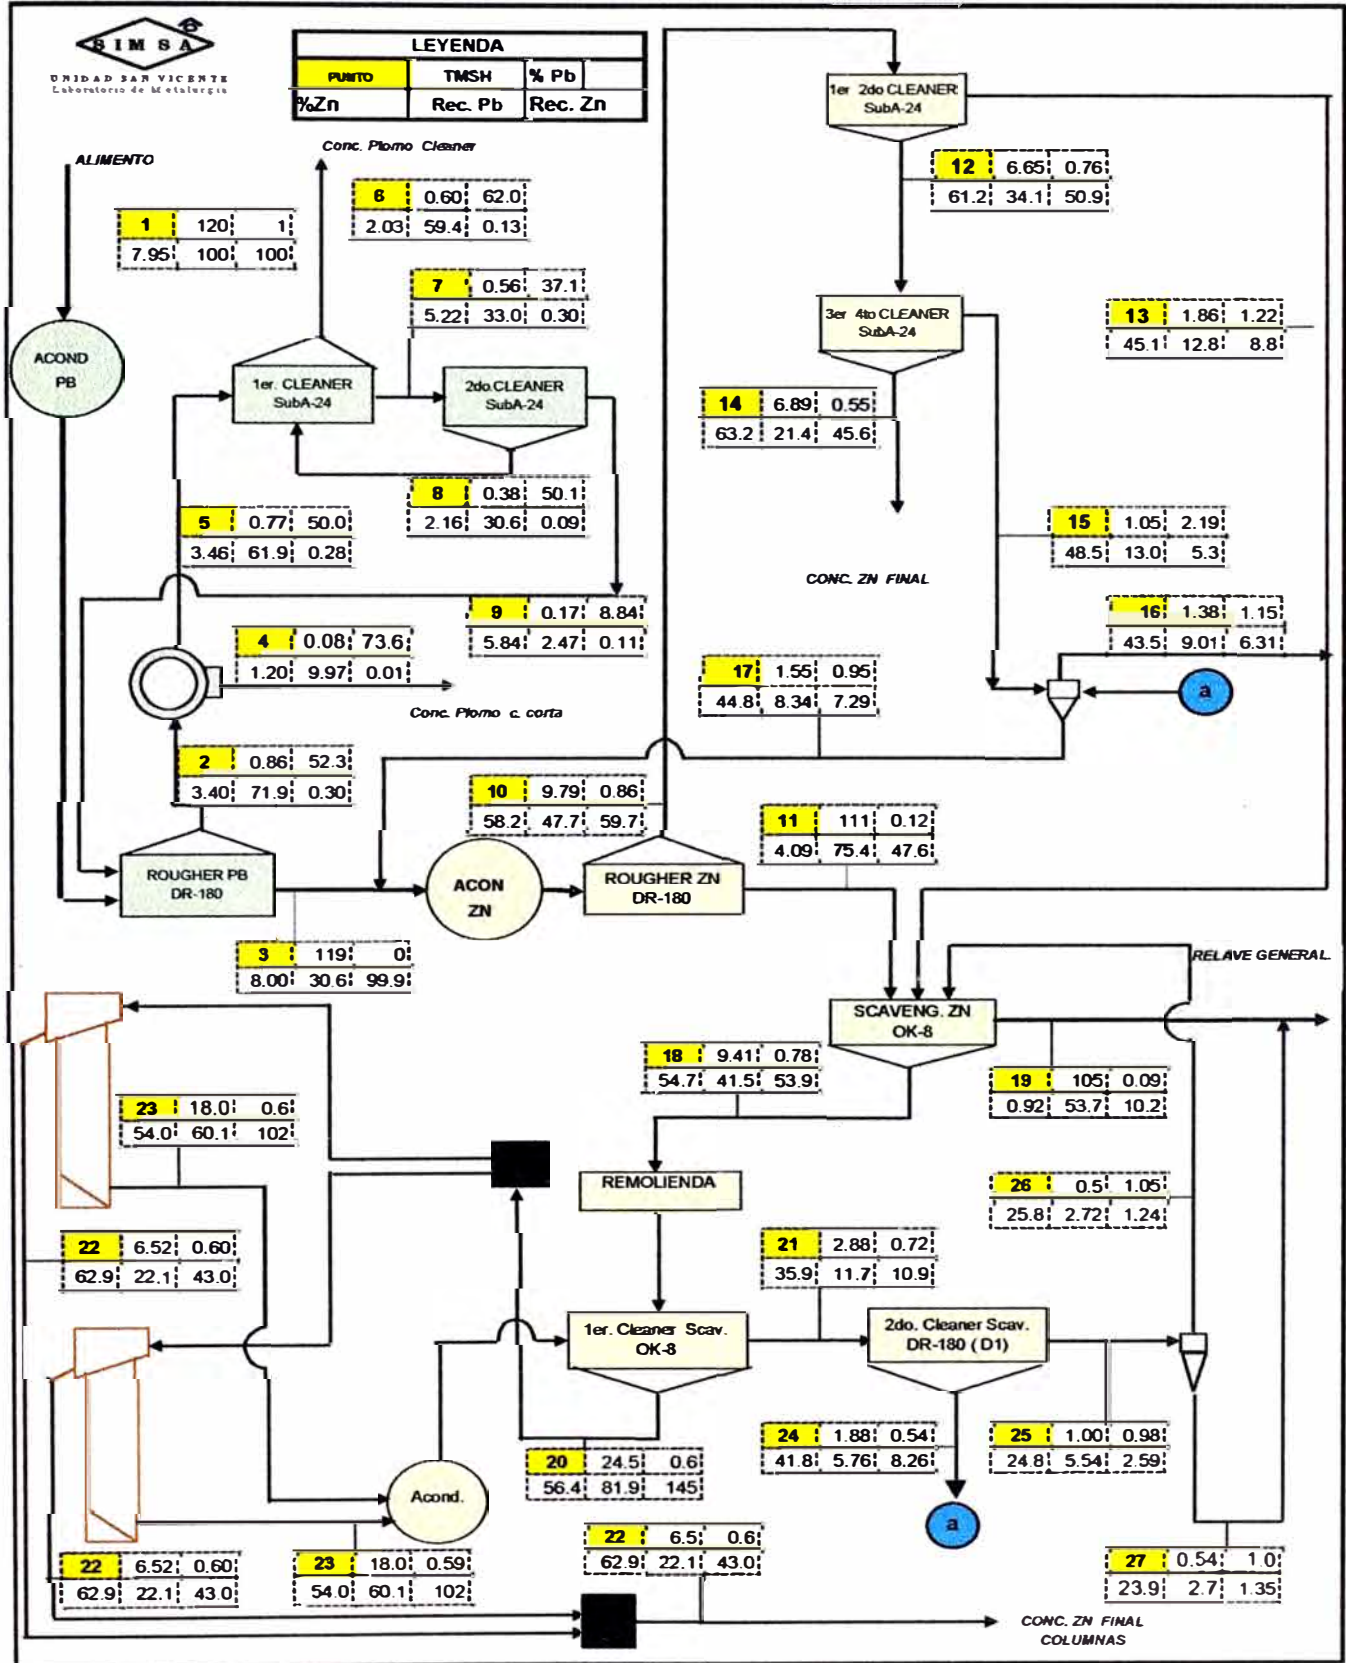 SIMSA
UNIDAD SAN VICENTE
Laboratorio de Metalurgia
LEYENDA
PUNTO TMSH % Pb
%Zn Rec. Pb Rec. Zn
ALIMENTO
Conc. Plomo Cleaner
1er 2do CLEANER
SubA-24
12 6.65 0.76
61.2 34.1 50.9
6 0.60 62.0
2.03 59.4 0.13
1 120 1
7.95 100 100
7 0.56 37.1
5.22 33.0 0.30
3er 4to CLEANER
SubA-24
13 1.86 1.22
45.1 12.8 8.8
ACOND
PB
1er. CLEANER
SubA-24
2do.CLEANER
SubA-24
14 6.89 0.55
63.2 21.4 45.6
8 0.38 50.1
2.16 30.6 0.09
5 0.77 50.0
3.46 61.9 0.28
15 1.05 2.19
48.5 13.0 5.3
CONC. ZN FINAL
9 0.17 8.84
5.84 2.47 0.11
16 1.38 1.15
43.5 9.01 6.31
4 0.08 73.6
1.20 9.97 0.01
17 1.55 0.95
44.8 8.34 7.29
a
Conc. Plomo c. corta
2 0.86 52.3
3.40 71.9 0.30
10 9.79 0.86
58.2 47.7 59.7
11 111 0.12
4.09 75.4 47.6
ROUGHER PB
DR-180
ACON
ZN
ROUGHER ZN
DR-180
3 119 0
8.00 30.6 99.9
RELAVE GENERAL.
SCAVENG. ZN
OK-8
18 9.41 0.78
54.7 41.5 53.9
19 105 0.09
0.92 53.7 10.2
23 18.0 0.6
54.0 60.1 102
REMOLIENDA
26 0.5 1.05
25.8 2.72 1.24
22 6.52 0.60
62.9 22.1 43.0
21 2.88 0.72
35.9 11.7 10.9
1er. Cleaner Scav.
OK-8
2do. Cleaner Scav.
DR-180 ( D1)
20 24.5 0.6
56.4 81.9 145
24 1.88 0.54
41.8 5.76 8.26
25 1.00 0.98
24.8 5.54 2.59
Acond.
a
22 6.52 0.60
62.9 22.1 43.0
23 18.0 0.59
54.0 60.1 102
22 6.5 0.6
62.9 22.1 43.0
27 0.54 1.0
23.9 2.7 1.35
CONC. ZN FINAL
COLUMNAS